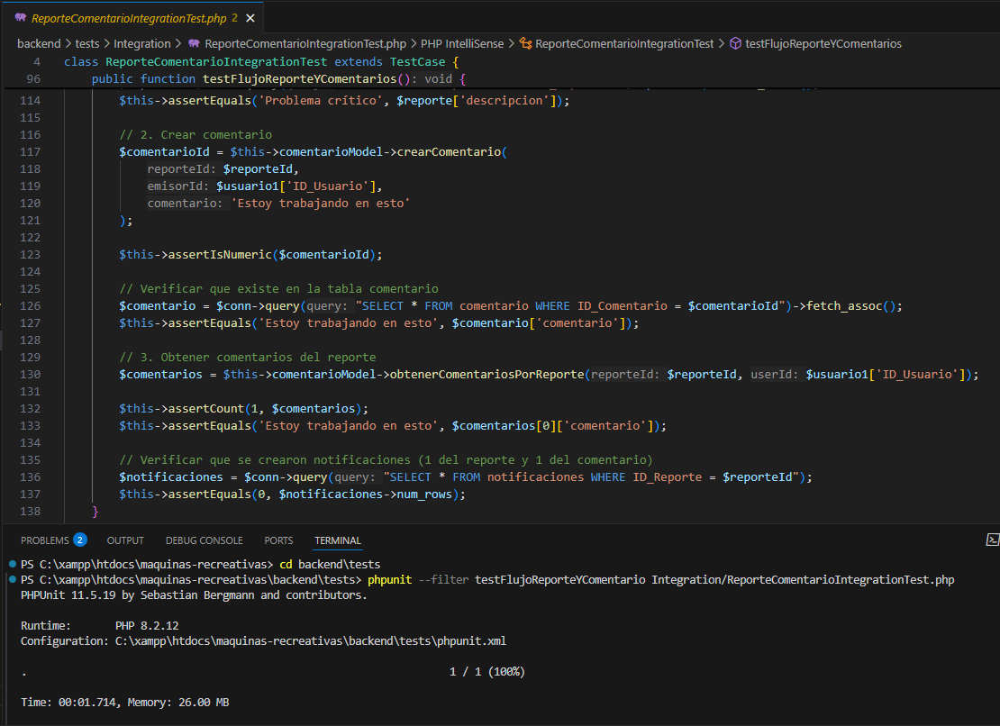 ReporteComentarioIntegrationTest.php 2
backend > tests > Integration > ReporteComentarioIntegrationTest.php > PHP IntelliSense > ReporteComentarioIntegrationTest > testFlujoReporteYComentarios
4 class ReporteComentarioIntegrationTest extends TestCase {
96 public function testFlujoReporteYComentarios(): void {
114 $this->assertEquals('Problema crítico', $reporte['descripcion']);
115
116 // 2. Crear comentario
117 $comentarioId = $this->comentarioModel->crearComentario(
118 reporteId: $reporteId,
119 emisorId: $usuario1['ID_Usuario'],
120 comentario: 'Estoy trabajando en esto'
121 );
122
123 $this->assertIsNumeric($comentarioId);
124
125 // Verificar que existe en la tabla comentario
126 $comentario = $conn->query(query: "SELECT * FROM comentario WHERE ID_Comentario = $comentarioId")->fetch_assoc();
127 $this->assertEquals('Estoy trabajando en esto', $comentario['comentario']);
128
129 // 3. Obtener comentarios del reporte
130 $comentarios = $this->comentarioModel->obtenerComentariosPorReporte(reporteId: $reporteId, userId: $usuario1['ID_Usuario']);
131
132 $this->assertCount(1, $comentarios);
133 $this->assertEquals('Estoy trabajando en esto', $comentarios[0]['comentario']);
134
135 // Verificar que se crearon notificaciones (1 del reporte y 1 del comentario)
136 $notificaciones = $conn->query(query: "SELECT * FROM notificaciones WHERE ID_Reporte = $reporteId");
137 $this->assertEquals(0, $notificaciones->num_rows);
138 }
PROBLEMS 2 OUTPUT DEBUG CONSOLE PORTS TERMINAL
PS C:\xampp\htdocs\maquinas-recreativas> cd backend\tests
PS C:\xampp\htdocs\maquinas-recreativas\backend\tests> phpunit --filter testFlujoReporteYComentario Integration/ReporteComentarioIntegrationTest.php
PHPUnit 11.5.19 by Sebastian Bergmann and contributors.
Runtime: PHP 8.2.12
Configuration: C:\xampp\htdocs\maquinas-recreativas\backend\tests\phpunit.xml
. 1 / 1 (100%)
Time: 00:01.714, Memory: 26.00 MB